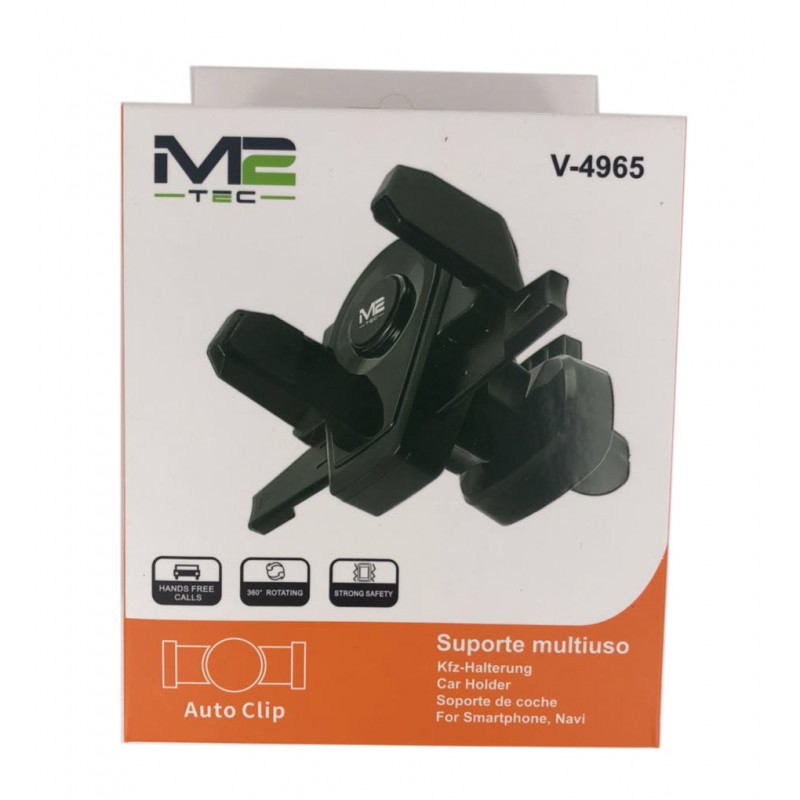 M2
TEC
V-4965
M2
TEC
HANDS FREE
CALLS
360° ROTATING
STRONG SAFETY
Auto Clip
Suporte multiuso
Kfz-Halterung
Car Holder
Soporte de coche
For Smartphone, Navi